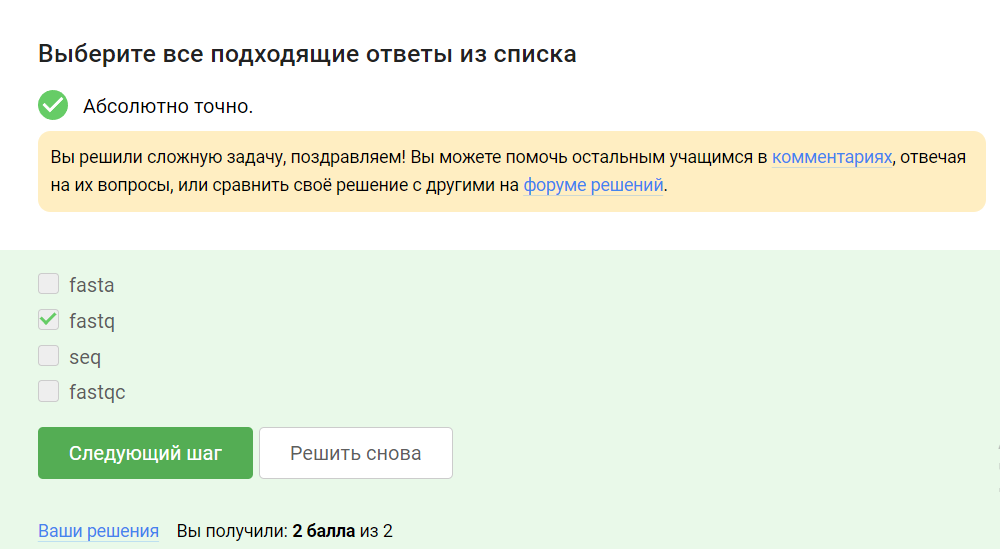 Выберите все подходящие ответы из списка
Абсолютно точно.
Вы решили сложную задачу, поздравляем! Вы можете помочь остальным учащимся в комментариях, отвечая
на их вопросы, или сравнить своё решение с другими на форуме решений.
fasta
fastq
seq
fastqc
Следующий шаг
Решить снова
Ваши решения Вы получили: 2 балла из 2